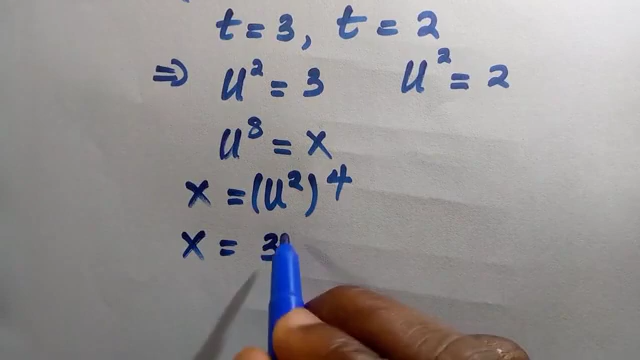 t = 3, t = 2
⇒ u² = 3 u² = 2
u⁸ = x
x = (u²)⁴
x = 3